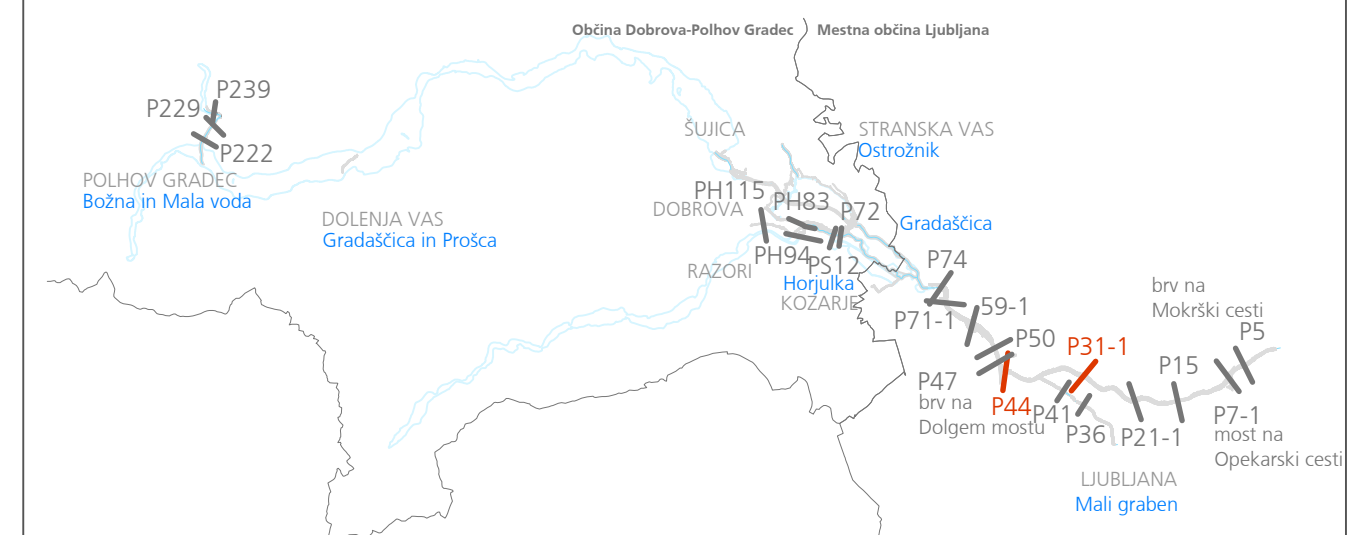 Občina Dobrova-Polhov Gradec
Mestna občina Ljubljana
P239
P229
P222
POLHOV GRADEC
Božna in Mala voda
DOLENJA VAS
Gradaščica in Prošca
ŠUJICA
STRANSKA VAS
Ostrožnik
PH115
PH83
P72
DOBROVA
Gradaščica
PH94
PS12
RAZORI
Horjulka
KOZARJE
P74
P71-1
59-1
P50
P47
brv na
Dolgem mostu
P44
P31-1
P41
P36
P21-1
P15
brv na
Mokrški cesti
P5
P7-1
most na
Opekarski cesti
LJUBLJANA
Mali graben